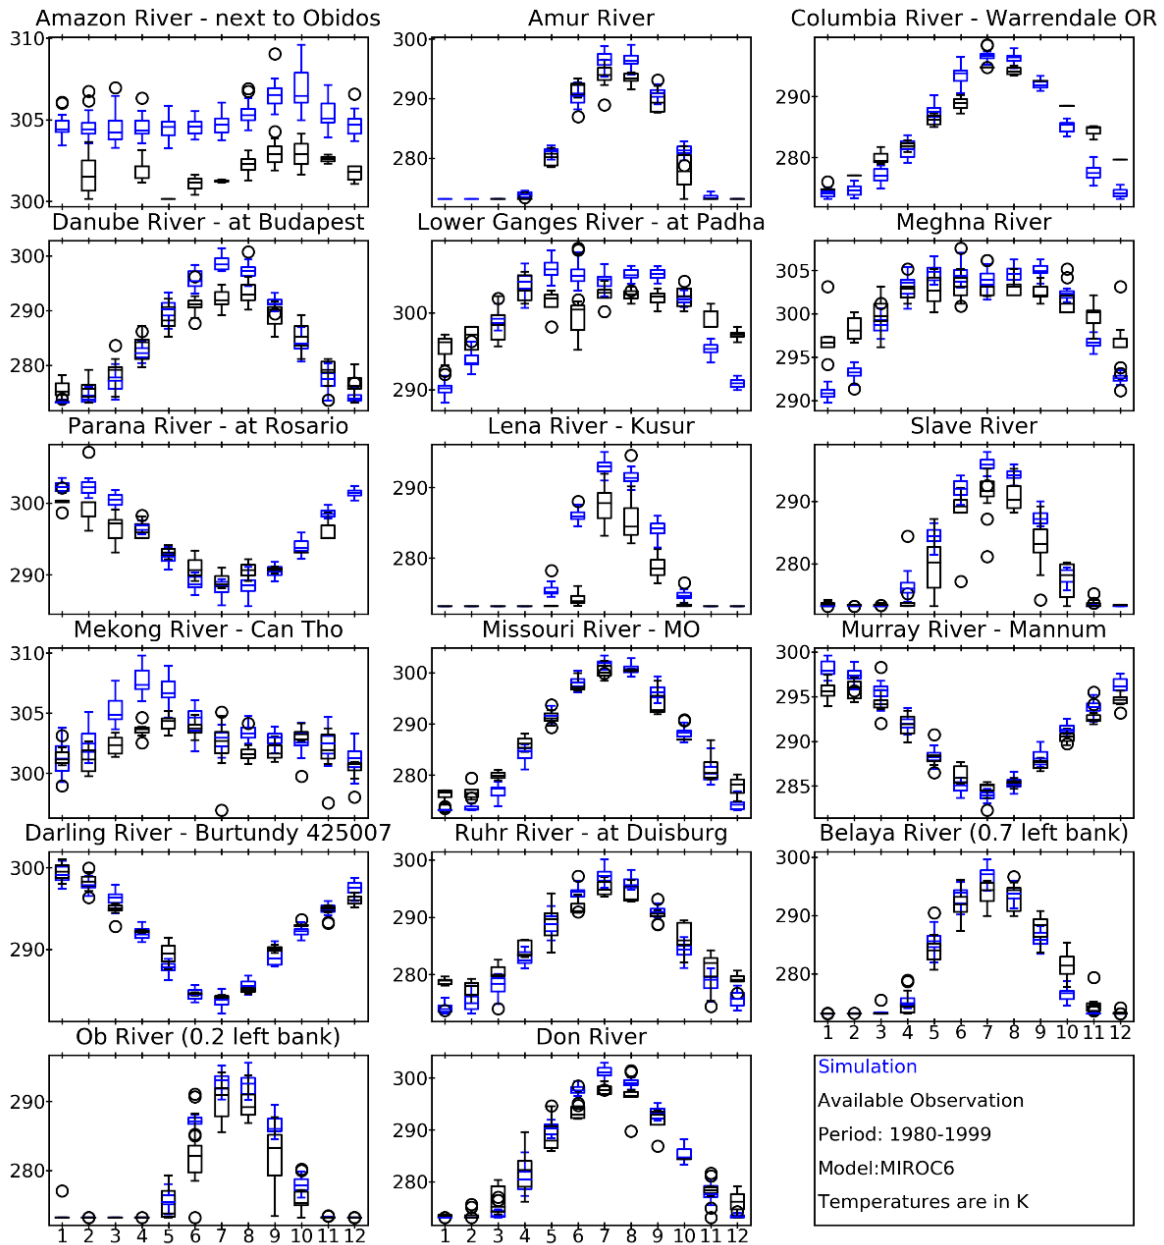 Amazon River - next to Obidos
Amur River
Columbia River - Warrendale OR
310
305
300
300
290
280
290
280
Danube River - at Budapest
Lower Ganges River - at Padha
Meghna River
300
290
280
300
290
305
300
295
290
Parana River - at Rosario
Lena River - Kusur
Slave River
300
290
290
280
290
280
Mekong River - Can Tho
Missouri River - MO
Murray River - Mannum
310
305
300
300
290
280
300
295
290
285
Darling River - Burtundy 425007
Ruhr River - at Duisburg
Belaya River (0.7 left bank)
300
290
300
290
280
300
290
280
1 2 3 4 5 6 7 8 9 10 11 12
Ob River (0.2 left bank)
Don River
290
280
300
290
280
1 2 3 4 5 6 7 8 9 10 11 12
1 2 3 4 5 6 7 8 9 10 11 12
Simulation
Available Observation
Period: 1980-1999
Model:MIROC6
Temperatures are in K